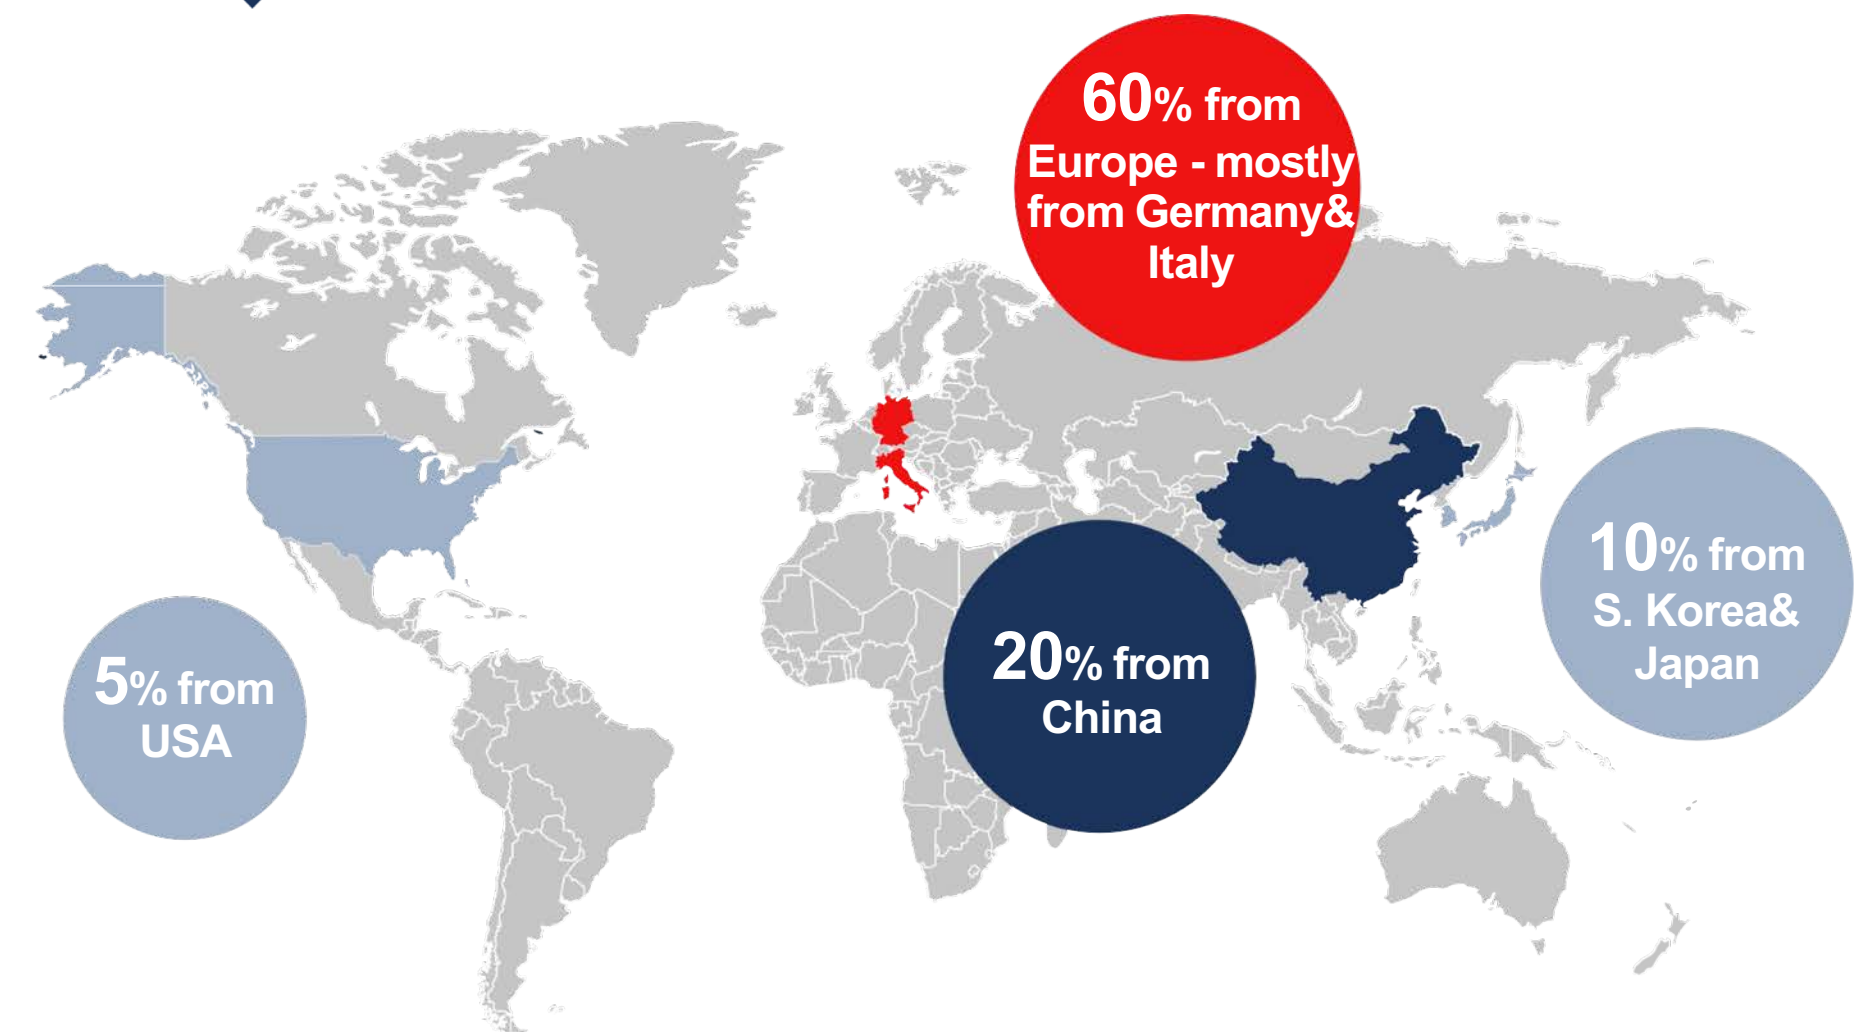 60% from
Europe - mostly
from Germany&
Italy
10% from
S. Korea&
Japan
20% from
China
5% from
USA